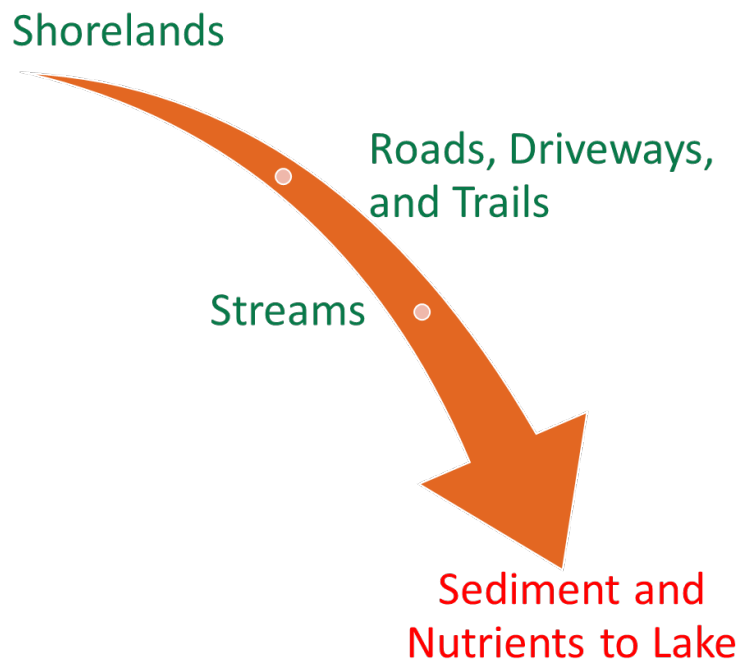 Shorelands
Roads, Driveways,
and Trails
Streams
Sediment and
Nutrients to Lake